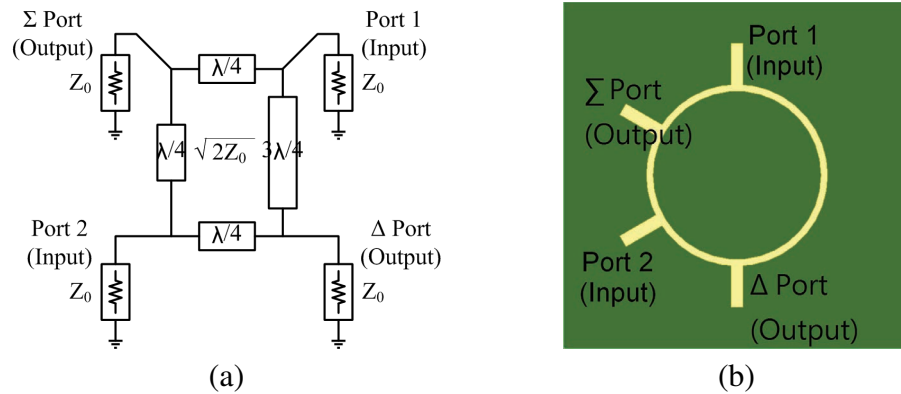 Σ Port
(Output)
Z₀
λ/4
Port 1
(Input)
Z₀
λ/4
√2Z₀
3λ/4
Port 2
(Input)
Z₀
λ/4
Δ Port
(Output)
Z₀
(a)
Port 1
(Input)
Σ Port
(Output)
Port 2
(Input)
Δ Port
(Output)
(b)